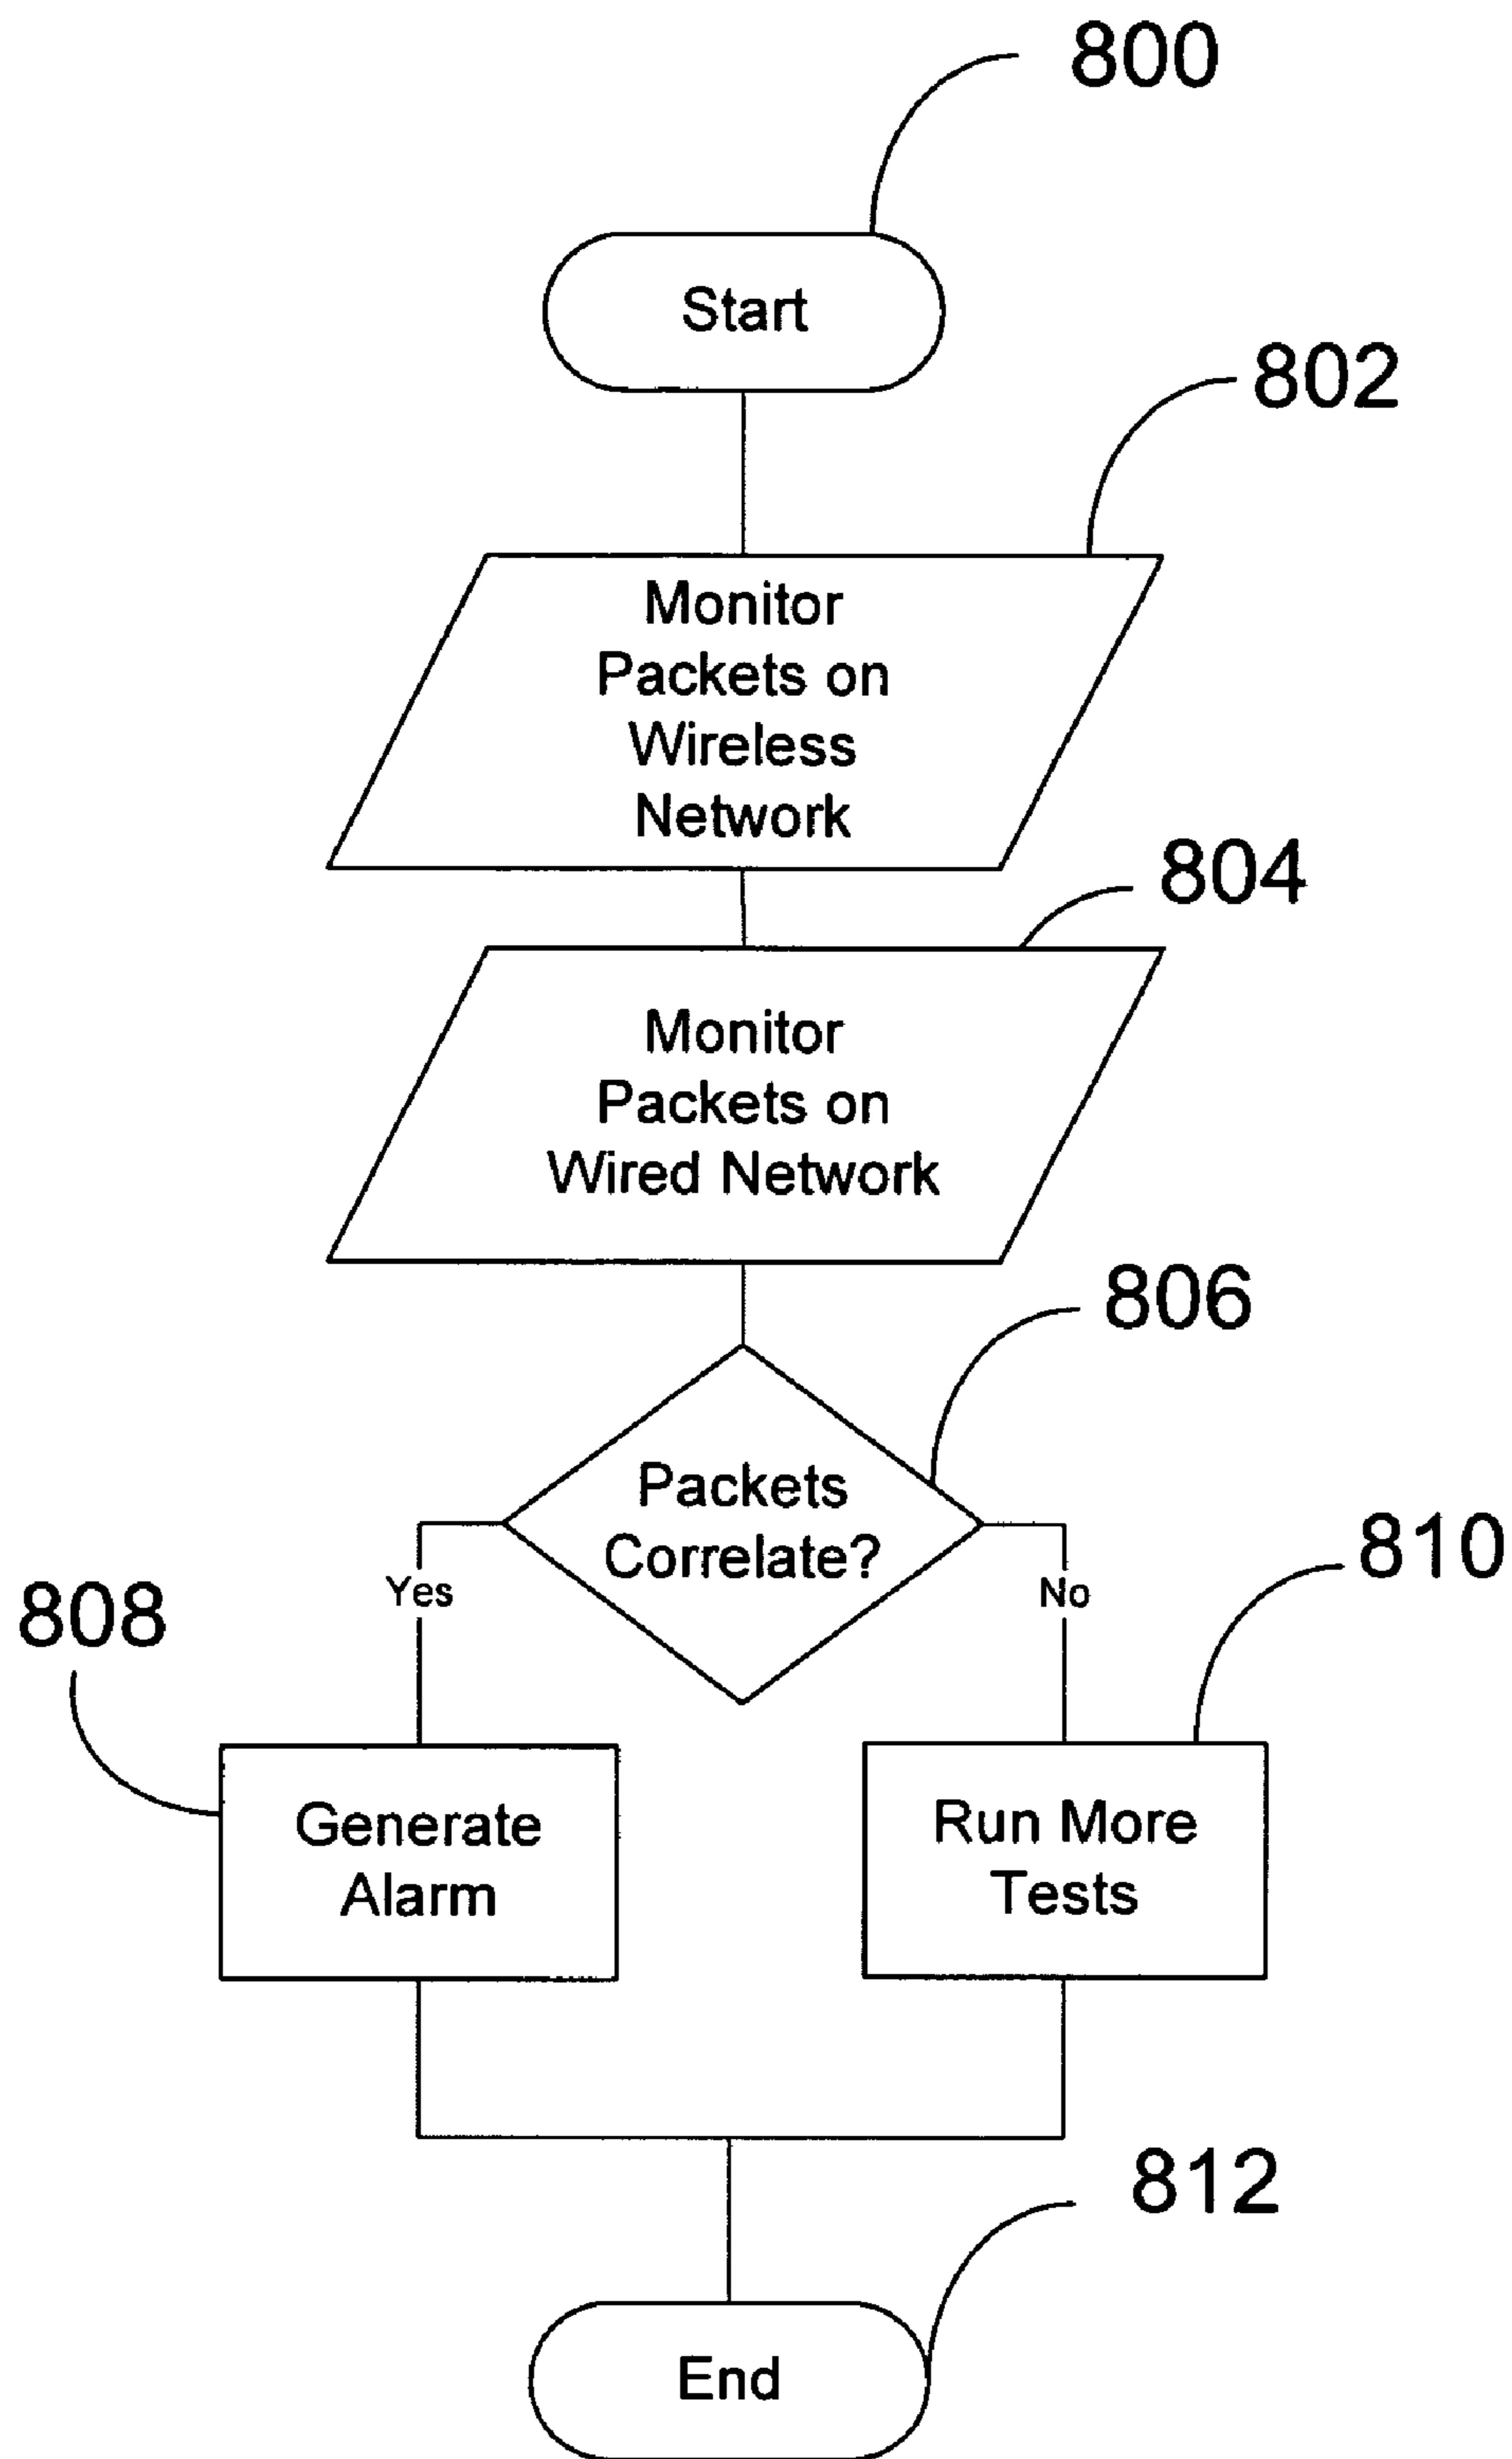 800
Start
802
Monitor
Packets on
Wireless
Network
804
Monitor
Packets on
Wired Network
806
Packets
Correlate?
810
Yes
No
808
Generate
Alarm
Run More
Tests
812
End